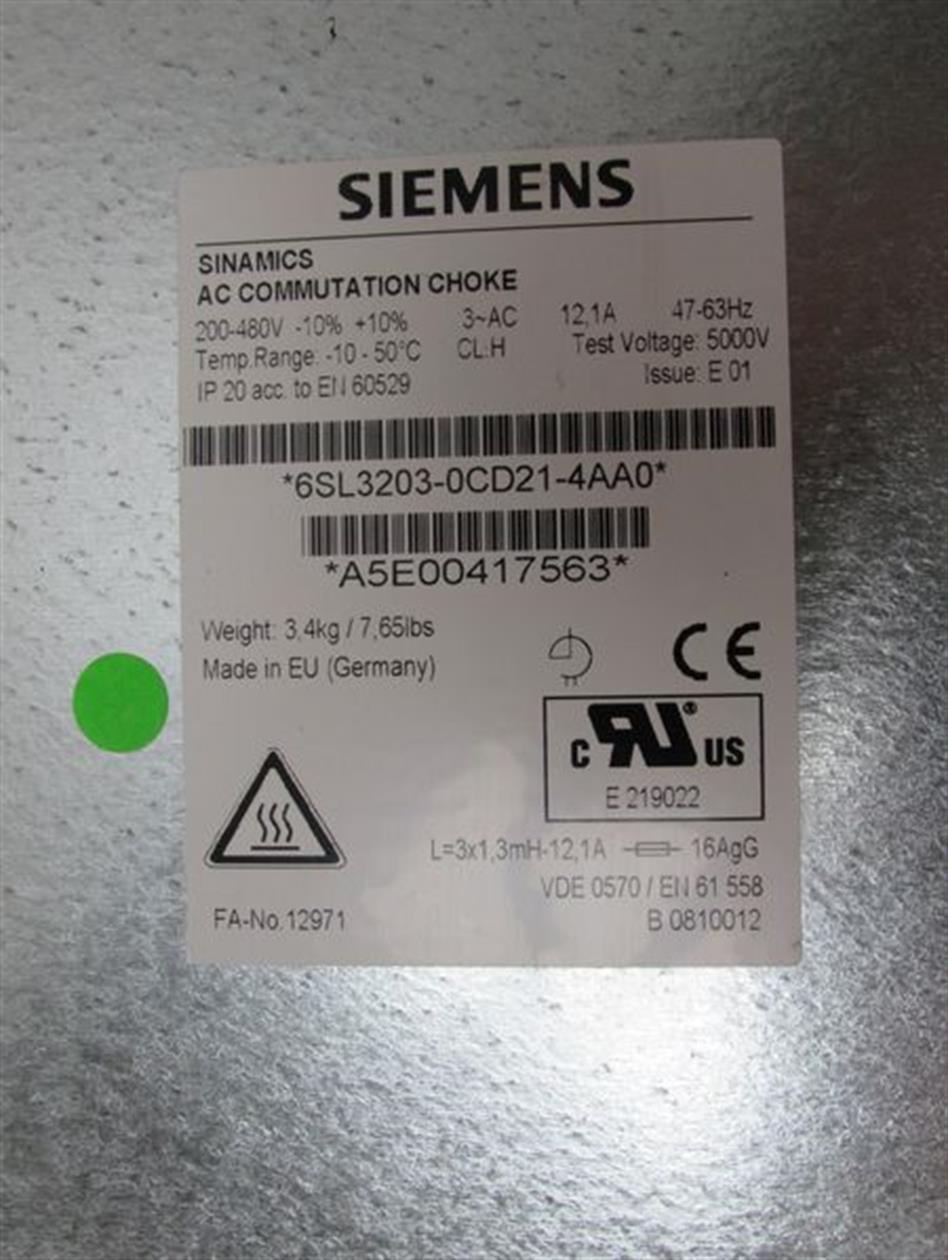 SIEMENS
SINAMICS
AC COMMUTATION CHOKE
200-480V -10% +10% 3~AC 12,1A 47-63Hz
Temp.Range: -10 - 50°C CL:H Test Voltage: 5000V
IP 20 acc. to EN 60529 Issue: E 01
*6SL3203-0CD21-4AA0*
*A5E00417563*
Weight: 3,4kg / 7,65lbs
Made in EU (Germany)
CE
c RU ® US
E 219022
L=3x1,3mH-12,1A 16AgG
VDE 0570 / EN 61 558
FA-No.12971 B 0810012